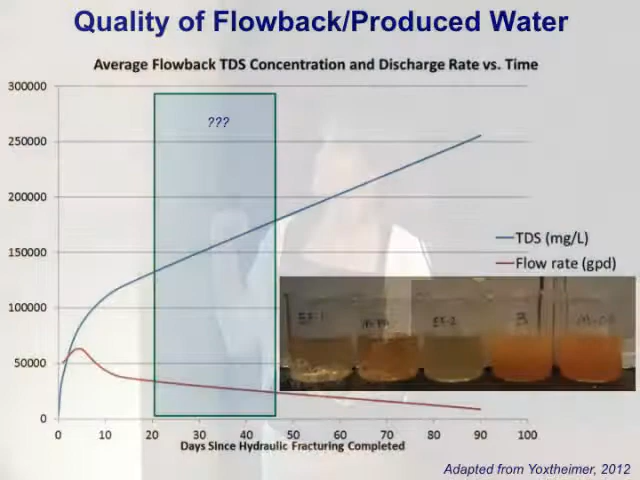 Quality of Flowback/Produced Water
Average Flowback TDS Concentration and Discharge Rate vs. Time
300000
250000
200000
150000
100000
50000
0
???
TDS (mg/L)
Flow rate (gpd)
EF-2
B
0 10 20 30 40 50 60 70 80 90 100
Days Since Hydraulic Fracturing Completed
Adapted from Yoxtheimer, 2012